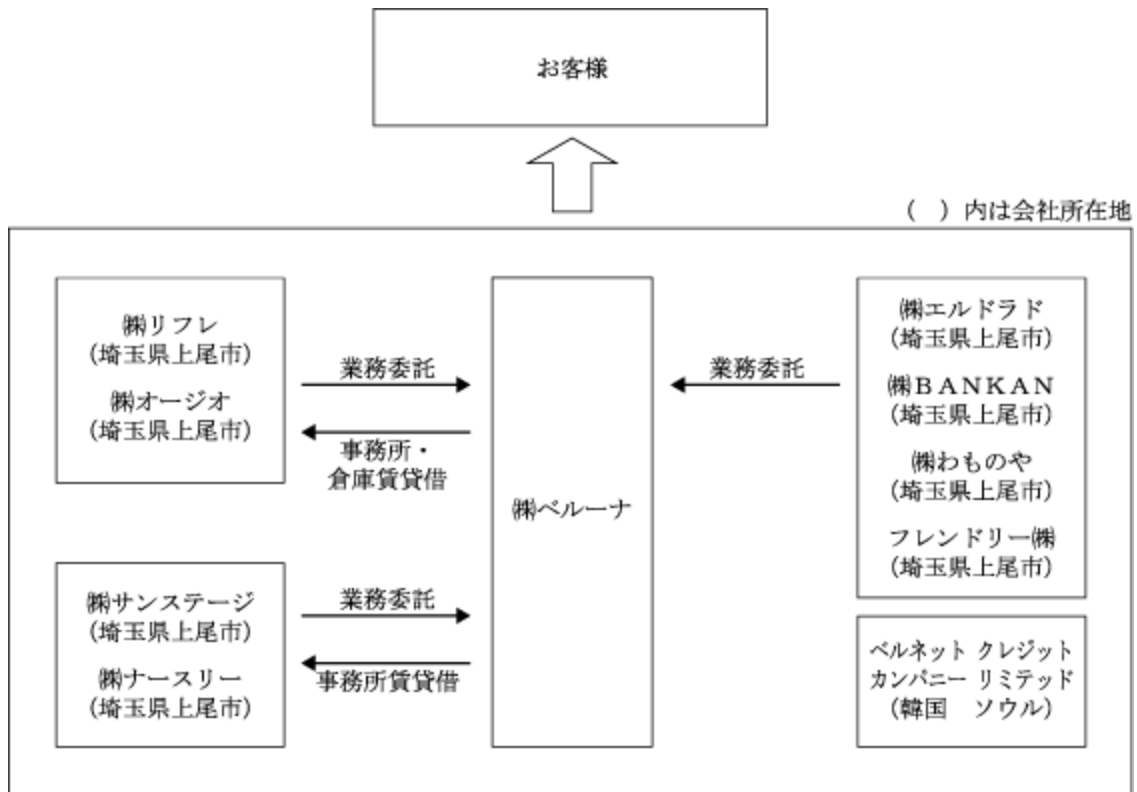 お客様
（　）内は会社所在地
㈱リフレ
（埼玉県上尾市）
㈱オージオ
（埼玉県上尾市）
業務委託
事務所・
倉庫賃貸借
㈱サンステージ
（埼玉県上尾市）
㈱ナースリー
（埼玉県上尾市）
業務委託
事務所賃貸借
㈱ベルーナ
業務委託
㈱エルドラド
（埼玉県上尾市）
㈱ＢＡＮＫＡＮ
（埼玉県上尾市）
㈱わものや
（埼玉県上尾市）
フレンドリー㈱
（埼玉県上尾市）
ベルネット クレジット
カンパニー リミテッド
（韓国　ソウル）